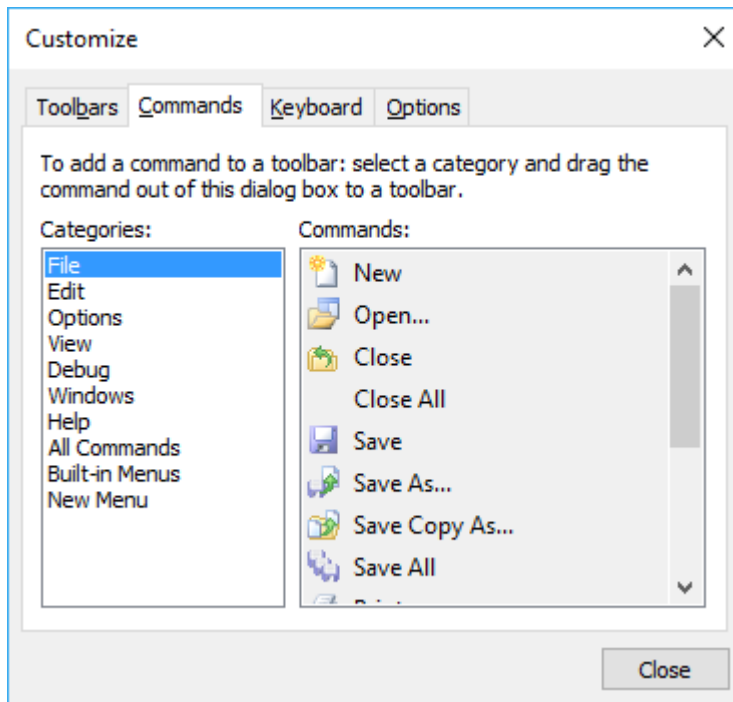 Customize
Toolbars Commands Keyboard Options
To add a command to a toolbar: select a category and drag the
command out of this dialog box to a toolbar.
Categories:
File
Edit
Options
View
Debug
Windows
Help
All Commands
Built-in Menus
New Menu
Commands:
New
Open...
Close
Close All
Save
Save As...
Save Copy As...
Save All
Close